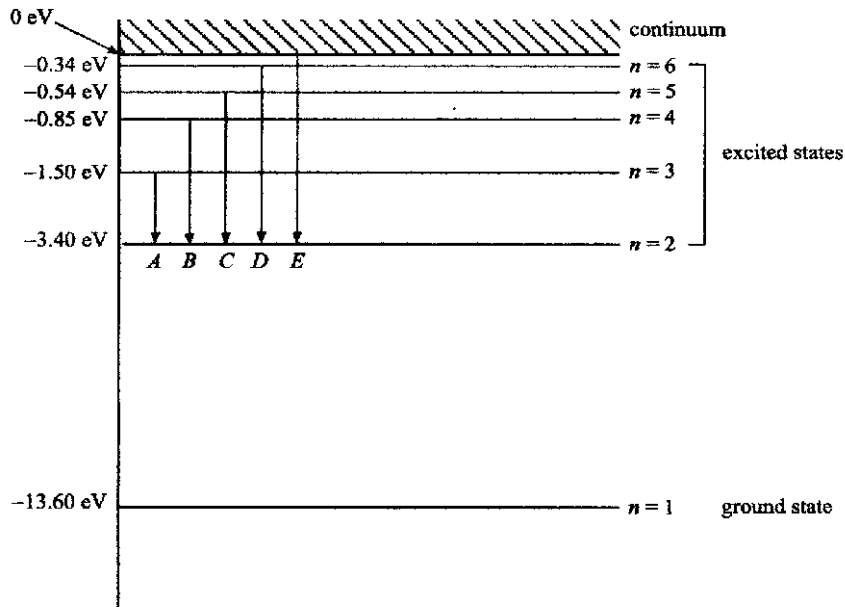 0 eV
continuum
–0.34 eV n = 6
–0.54 eV n = 5
–0.85 eV n = 4
excited states
–1.50 eV n = 3
–3.40 eV n = 2
A B C D E
–13.60 eV n = 1 ground state